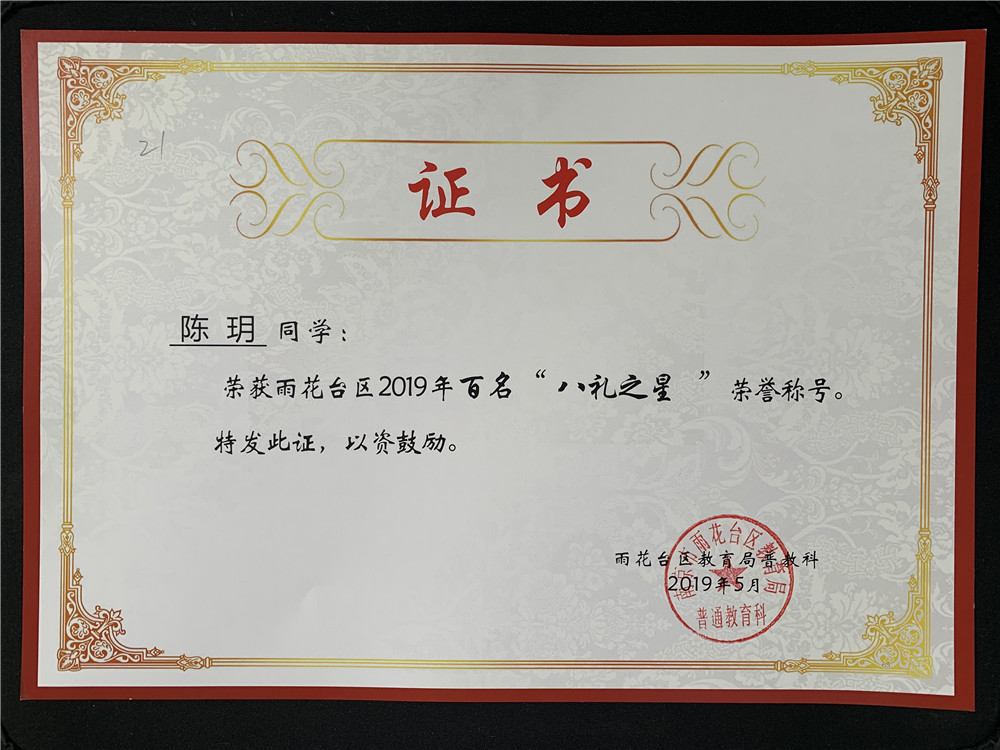 21
证书
陈玥同学：
荣获雨花台区2019年百名“八礼之星”荣誉称号。
特发此证，以资鼓励。
雨花台区教育局普教科
2019年5月
南京市雨花台区教育局
普通教育科